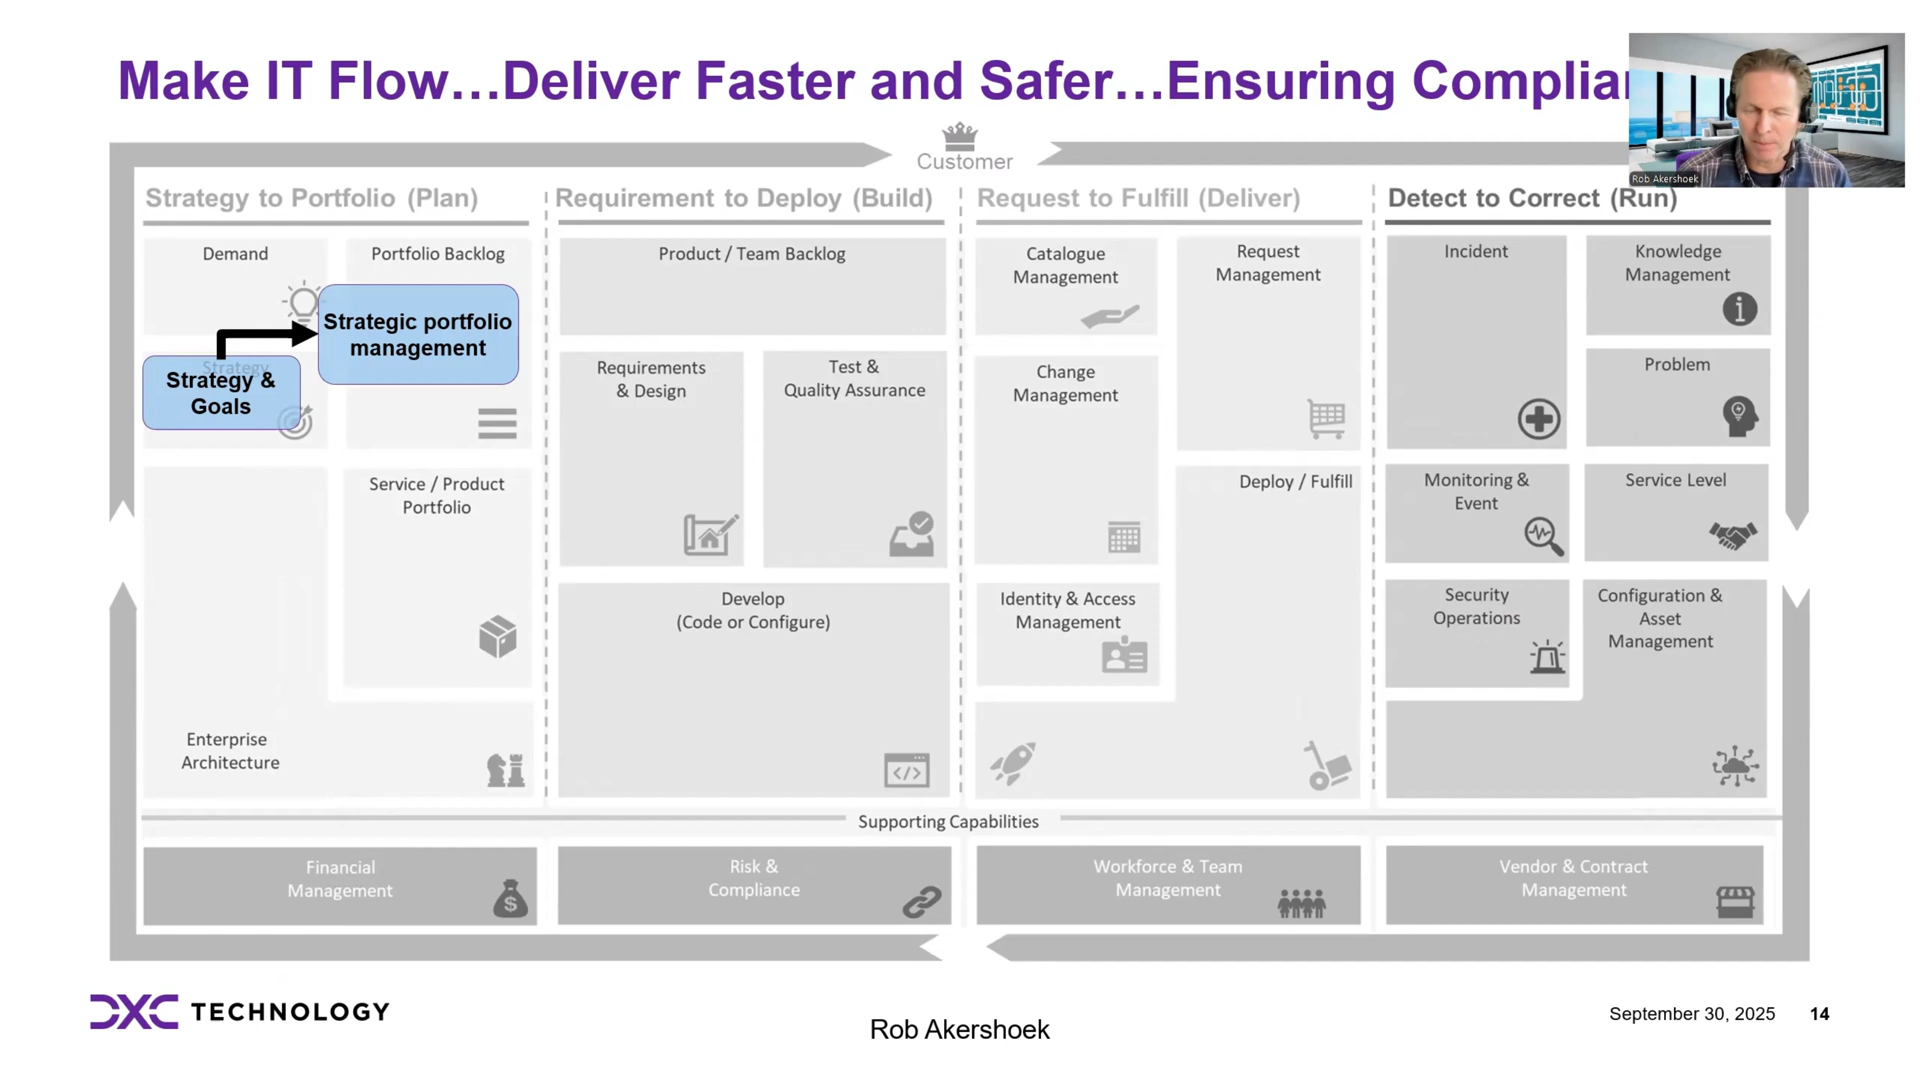 Make IT Flow…Deliver Faster and Safer…Ensuring Complian
Rob Akershoek
Customer
Strategy to Portfolio (Plan)
Requirement to Deploy (Build)
Request to Fulfill (Deliver)
Detect to Correct (Run)
Demand
Portfolio Backlog
Strategic portfolio
management
Strategy
Strategy &
Goals
Service / Product
Portfolio
Enterprise
Architecture
Product / Team Backlog
Requirements
& Design
Test &
Quality Assurance
Develop
(Code or Configure)
Catalogue
Management
Request
Management
Change
Management
Deploy / Fulfill
Identity & Access
Management
Incident
Knowledge
Management
Problem
Monitoring &
Event
Service Level
Security
Operations
Configuration &
Asset
Management
Supporting Capabilities
Financial
Management
Risk &
Compliance
Workforce & Team
Management
Vendor & Contract
Management
DXC TECHNOLOGY
Rob Akershoek
September 30, 2025 14